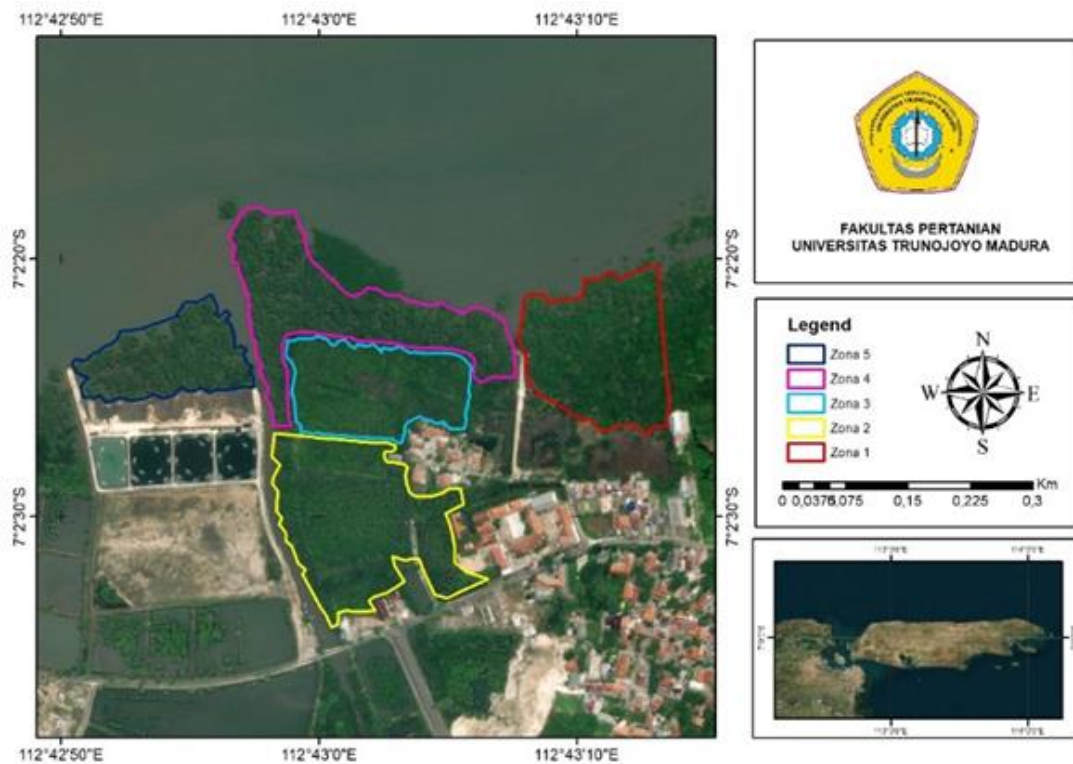 112°42'50"E
112°43'0"E
112°43'10"E
7°2'20"S
7°2'20"S
7°2'30"S
7°2'30"S
112°42'50"E
112°43'0"E
112°43'10"E
UNIVERSITAS TRUNOJOYO MADURA
FAKULTAS PERTANIAN
UNIVERSITAS TRUNOJOYO MADURA
Legend
Zona 5
Zona 4
Zona 3
Zona 2
Zona 1
N
W
E
S
Km
0
0,0375
0,075
0,15
0,225
0,3